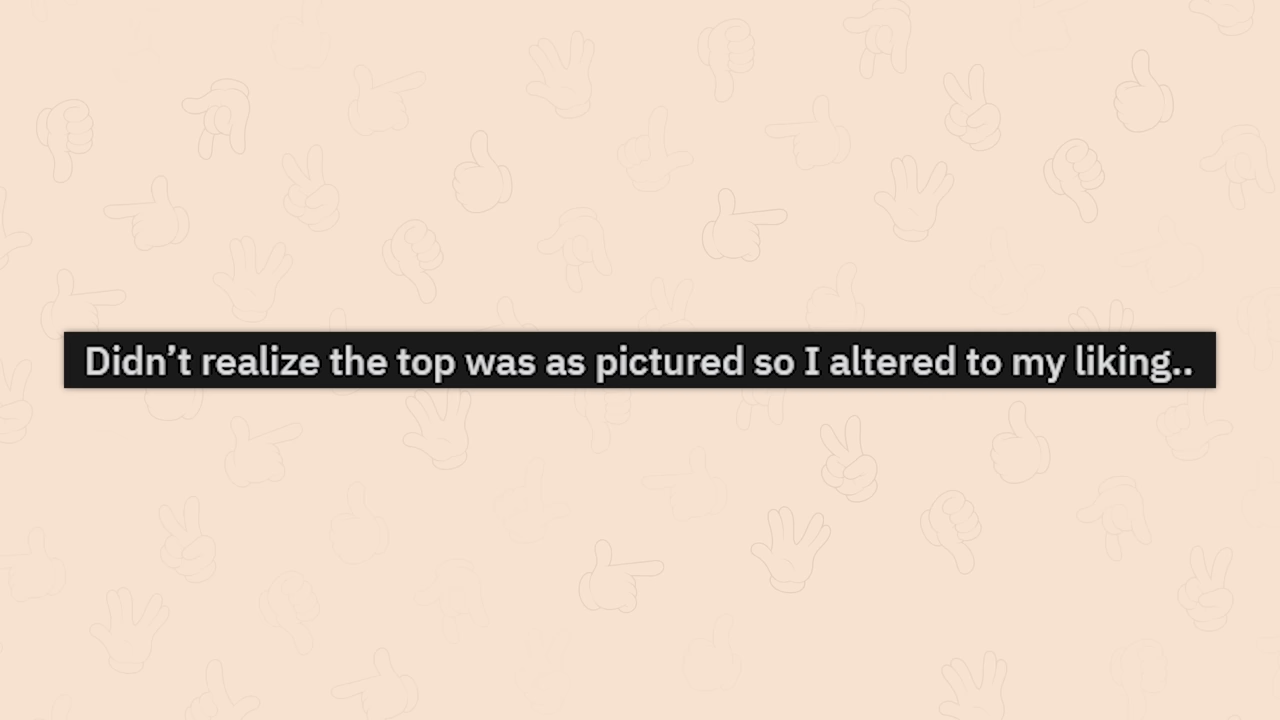 Didn’t realize the top was as pictured so I altered to my liking..